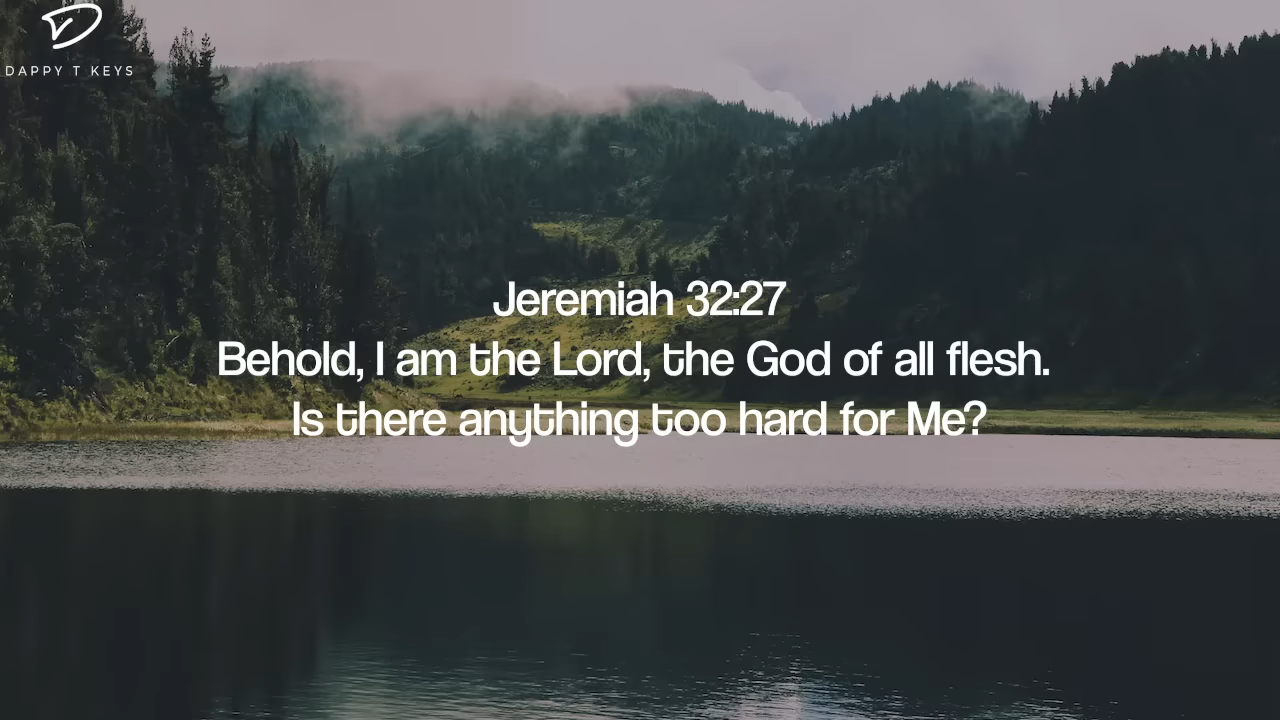 DAPPY T KEYS
Jeremiah 32:27
Behold, I am the Lord, the God of all flesh.
Is there anything too hard for Me?